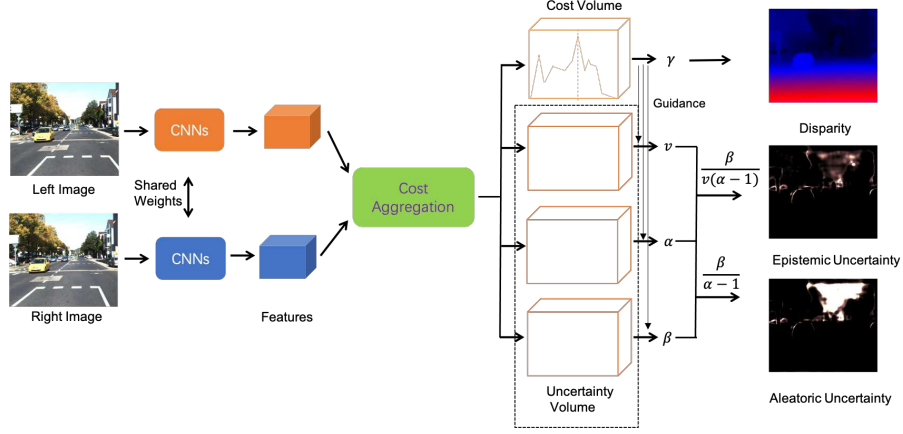 Cost Volume
γ
Guidance
Disparity
CNNs
Left Image
Shared
Weights
Cost
Aggregation
v
β
v(α − 1)
Epistemic Uncertainty
α
CNNs
β
α − 1
Right Image
Features
β
Uncertainty
Volume
Aleatoric Uncertainty